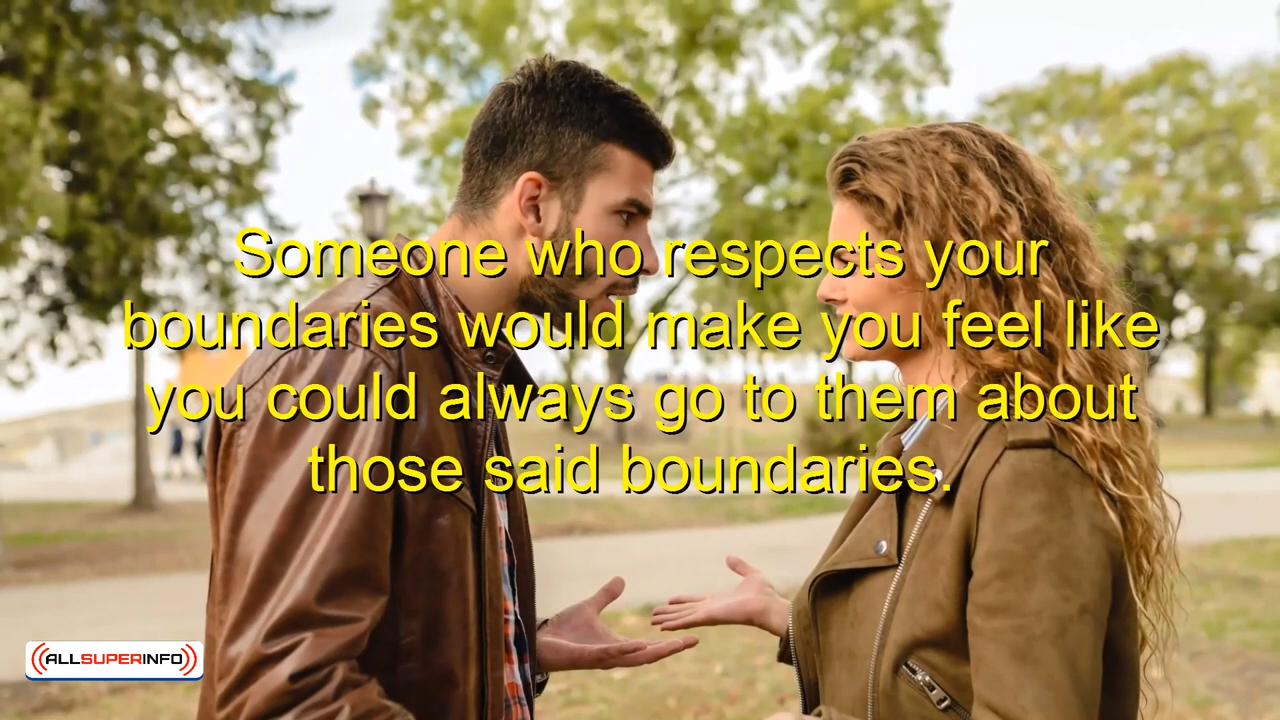 Someone who respects your
boundaries would make you feel like
you could always go to them about
those said boundaries.
ALLSUPERINFO